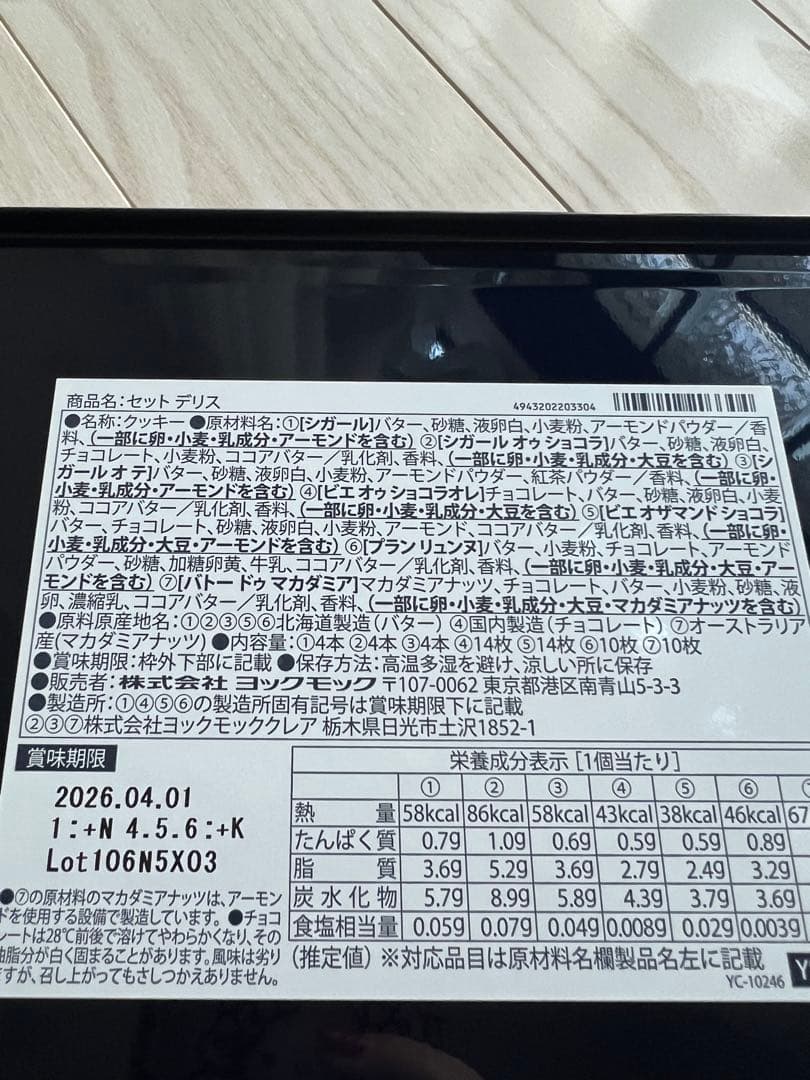 商品名：セット デリス
4943202203304
●名称：クッキー ●原材料名：①[シガール]バター、砂糖、液卵白、小麦粉、アーモンドパウダー／香
料、(一部に卵・小麦・乳成分・アーモンドを含む) ②[シガール オゥ ショコラ]バター、砂糖、液卵白、
チョコレート、小麦粉、ココアバター／乳化剤、香料、(一部に卵・小麦・乳成分・大豆を含む) ③[シ
ガール オ テ]バター、砂糖、液卵白、小麦粉、アーモンドパウダー、紅茶パウダー／香料、(一部に卵・
小麦・乳成分・アーモンドを含む) ④[ビエ オゥ ショコラオレ]チョコレート、バター、砂糖、液卵白、小麦
粉、ココアバター／乳化剤、香料、(一部に卵・小麦・乳成分・大豆を含む) ⑤[ビエ オザマンド ショコラ]
バター、チョコレート、砂糖、液卵白、小麦粉、アーモンド、ココアバター／乳化剤、香料、(一部に卵・
小麦・乳成分・大豆・アーモンドを含む) ⑥[プラン リュンヌ]バター、小麦粉、チョコレート、アーモンド
パウダー、砂糖、加糖卵黄、牛乳、ココアバター／乳化剤、香料、(一部に卵・小麦・乳成分・大豆・アー
モンドを含む) ⑦[バトー ドゥ マカダミア]マカダミアナッツ、チョコレート、バター、小麦粉、砂糖、液
卵、濃縮乳、ココアバター／乳化剤、香料、(一部に卵・小麦・乳成分・大豆・マカダミアナッツを含む)
●原料原産地名：①②③⑤⑥北海道製造(バター) ④国内製造(チョコレート) ⑦オーストラリア
産(マカダミアナッツ) ●内容量：①4本 ②4本 ③4本 ④14枚 ⑤14枚 ⑥10枚 ⑦10枚
●賞味期限：枠外下部に記載 ●保存方法：高温多湿を避け、涼しい所に保存
●販売者：株式会社 ヨックモック 〒107-0062 東京都港区南青山5-3-3
●製造所：①④⑤⑥の製造所固有記号は賞味期限下に記載
②③⑦株式会社ヨックモッククレア 栃木県日光市土沢1852-1
賞味期限
2026.04.01
1:+N 4.5.6:+K
Lot106N5X03
●⑦の原材料のマカダミアナッツは、アーモン
ドを使用する設備で製造しています。●チョコ
レートは28℃前後で溶けてやわらかくなり、その
油脂分が白く固まることがあります。風味は劣り
ますが、召し上がってもさしつかえありません。
栄養成分表示 [1個当たり]
① ② ③ ④ ⑤ ⑥
熱量 58kcal 86kcal 58kcal 43kcal 38kcal 46kcal 67
たんぱく質 0.7g 1.0g 0.6g 0.5g 0.5g 0.8g
脂質 3.6g 5.2g 3.6g 2.7g 2.4g 3.2g
炭水化物 5.7g 8.9g 5.8g 4.3g 3.7g 3.6g
食塩相当量 0.05g 0.07g 0.04g 0.008g 0.02g 0.003g
(推定値) ※対応品目は原材料名欄製品名左に記載
YC-10246
Y